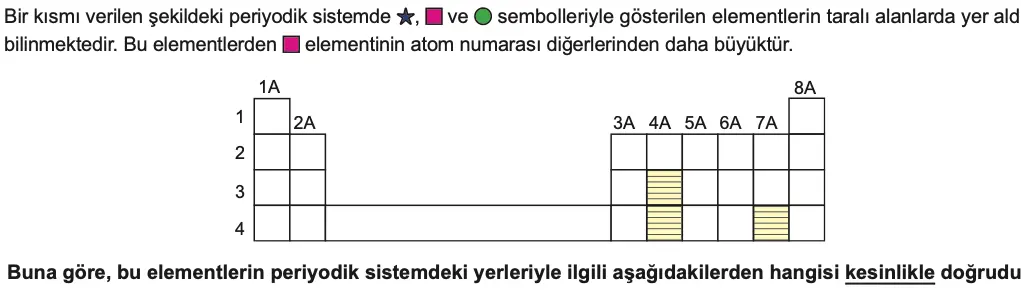 Bir kısmı verilen şekildeki periyodik sistemde ★, ■ ve ● sembolleriyle gösterilen elementlerin taralı alanlarda yer ald
bilinmektedir. Bu elementlerden ■ elementinin atom numarası diğerlerinden daha büyüktür.
1A 8A
1
2A 3A 4A 5A 6A 7A
2
3
4
Buna göre, bu elementlerin periyodik sistemdeki yerleriyle ilgili aşağıdakilerden hangisi kesinlikle doğrudu